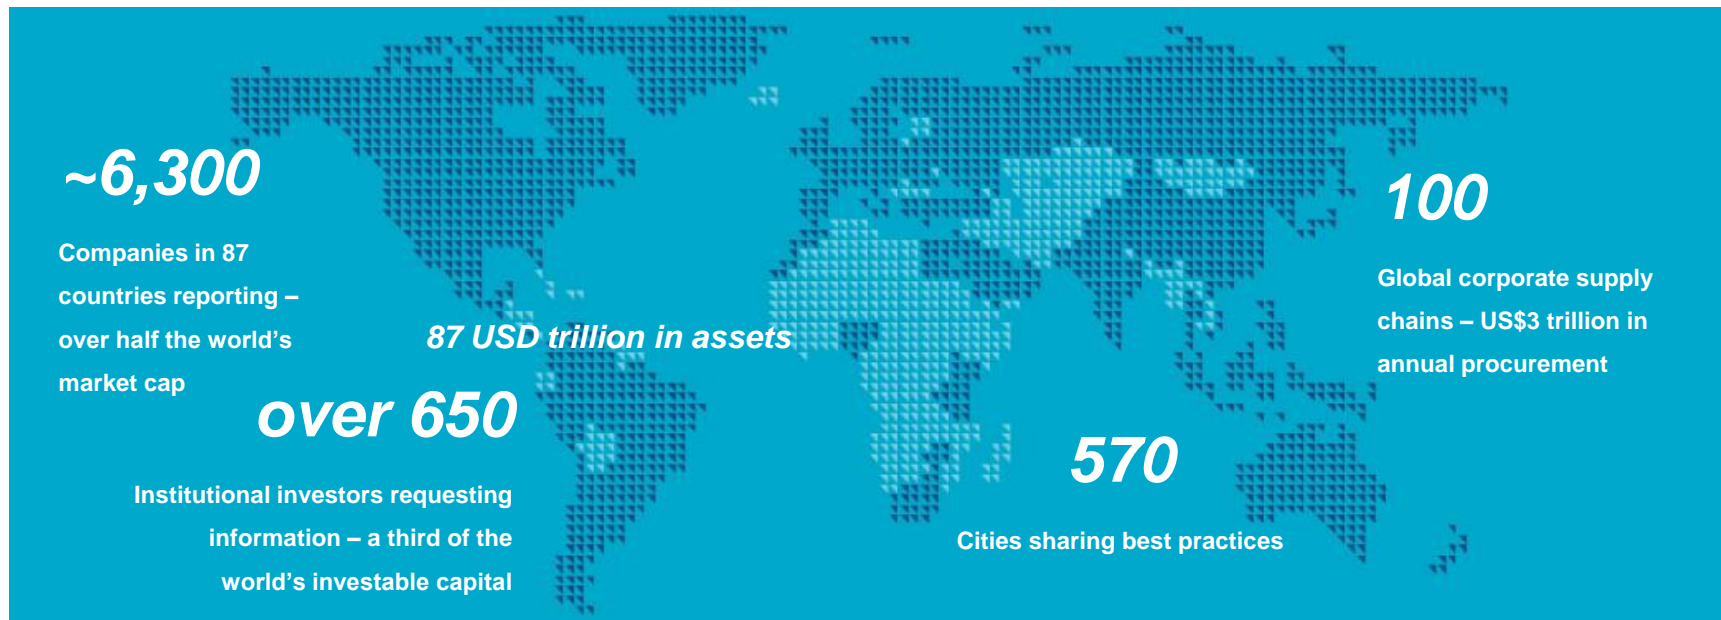 ~6,300
Companies in 87
countries reporting –
over half the world's
market cap
87 USD trillion in assets
over 650
Institutional investors requesting
information – a third of the
world's investable capital
570
Cities sharing best practices
100
Global corporate supply
chains – US$3 trillion in
annual procurement